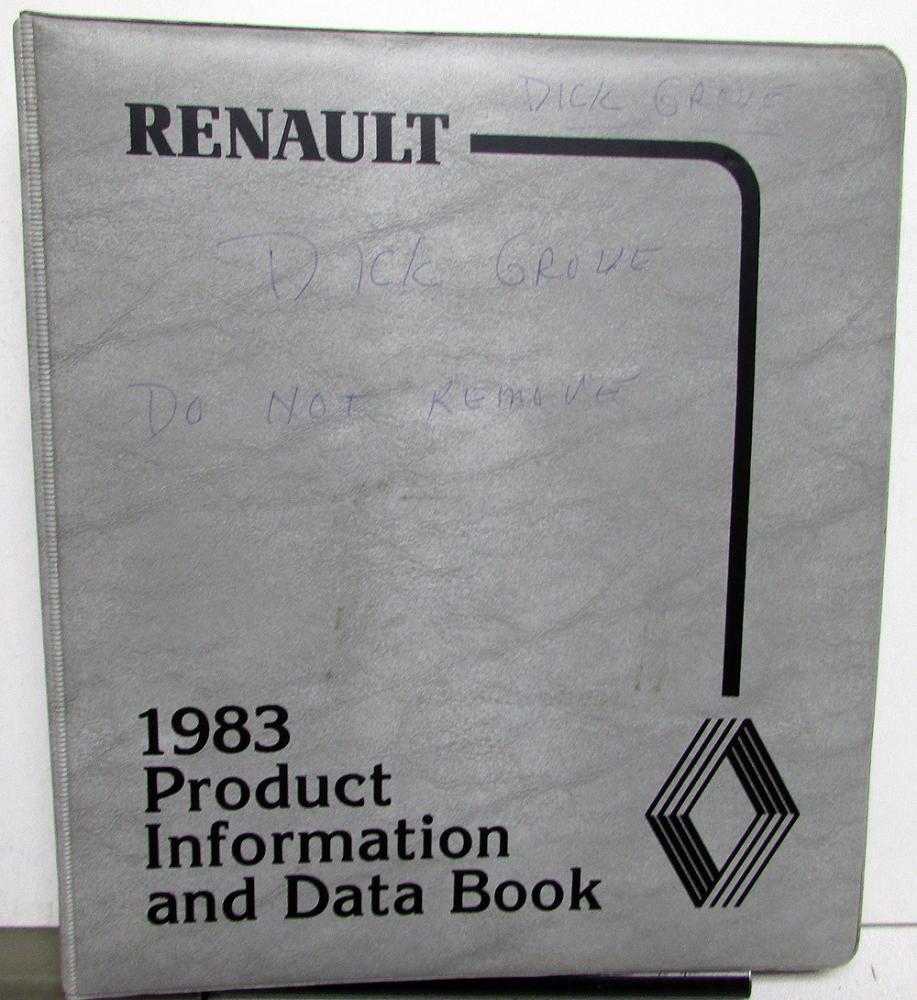 DICK GROVE
RENAULT
DICK GROVE
DO NOT REMOVE
1983
Product
Information
and Data Book